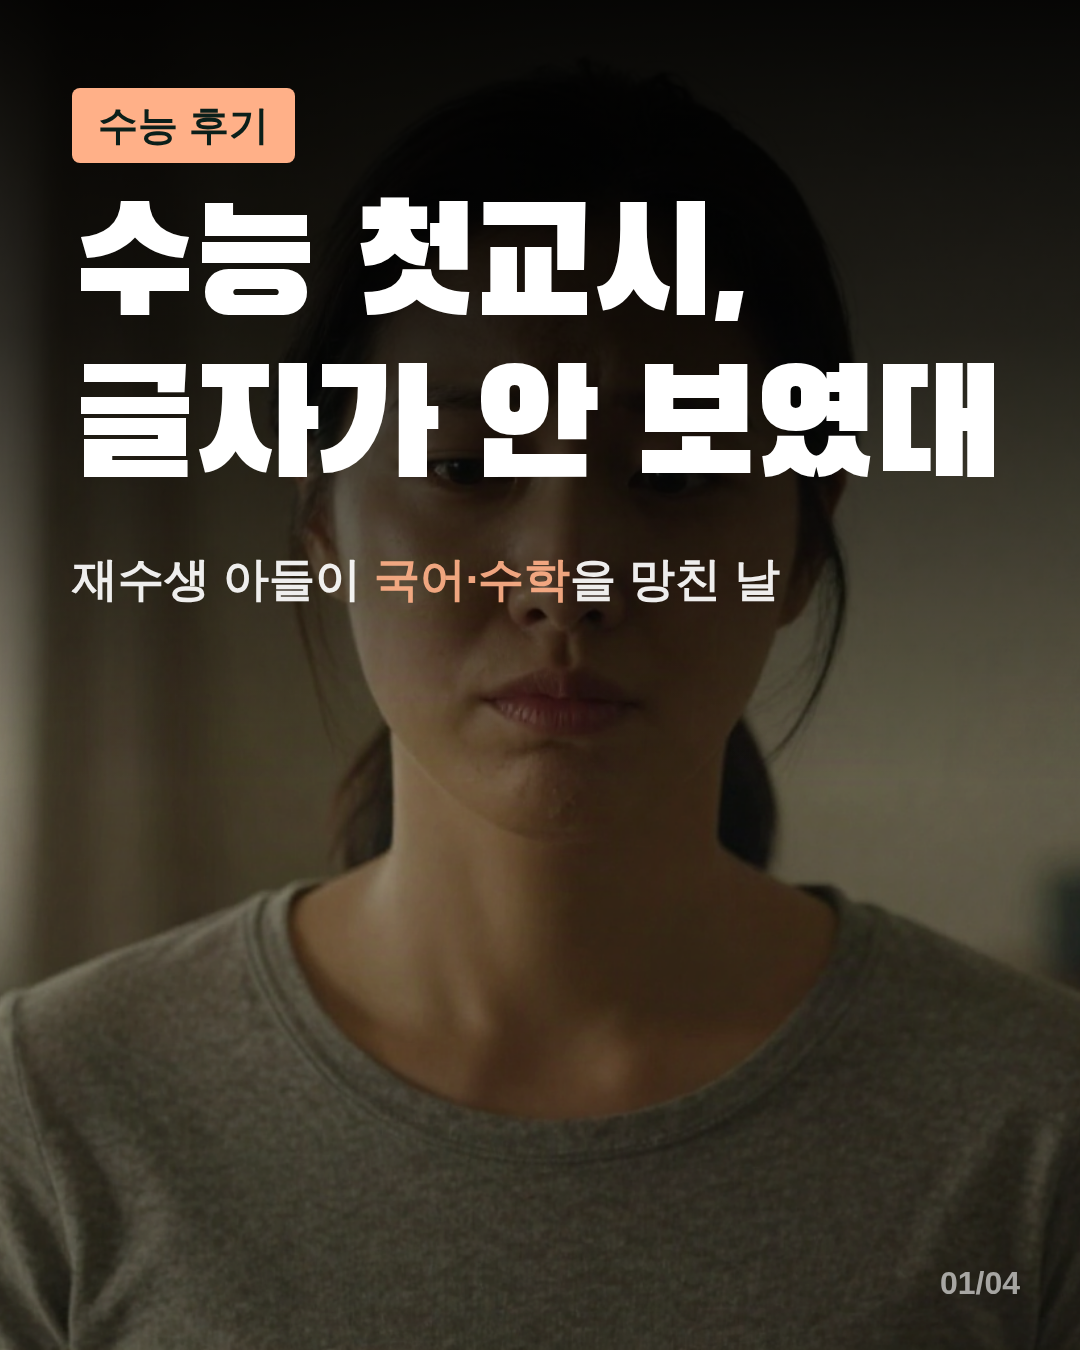 수능 후기
수능 첫교시,
글자가 안 보였대
재수생 아들이 국어·수학을 망친 날
01/04